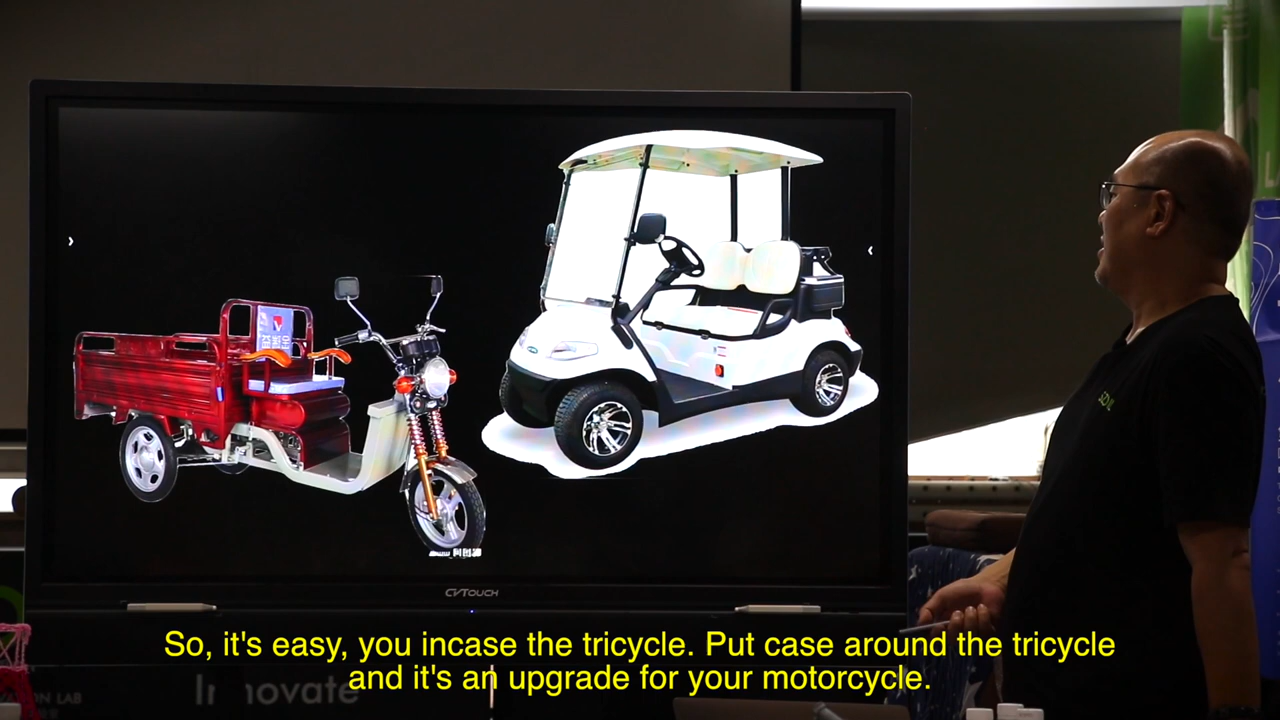 CVTOUCH
So, it's easy, you incase the tricycle. Put case around the tricycle
and it's an upgrade for your motorcycle.
LAB
Innovate